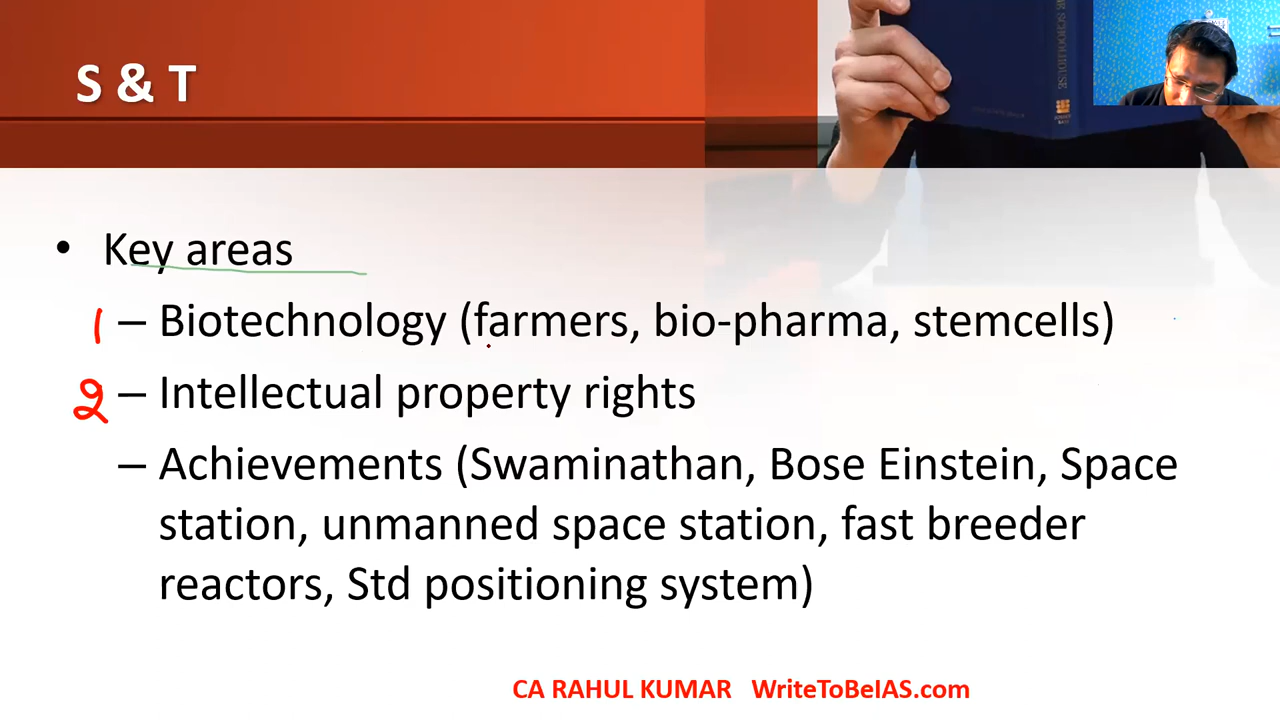 S & T
• Key areas
1 – Biotechnology (farmers, bio-pharma, stemcells)
2 – Intellectual property rights
– Achievements (Swaminathan, Bose Einstein, Space
station, unmanned space station, fast breeder
reactors, Std positioning system)
CA RAHUL KUMAR WriteToBeIAS.com